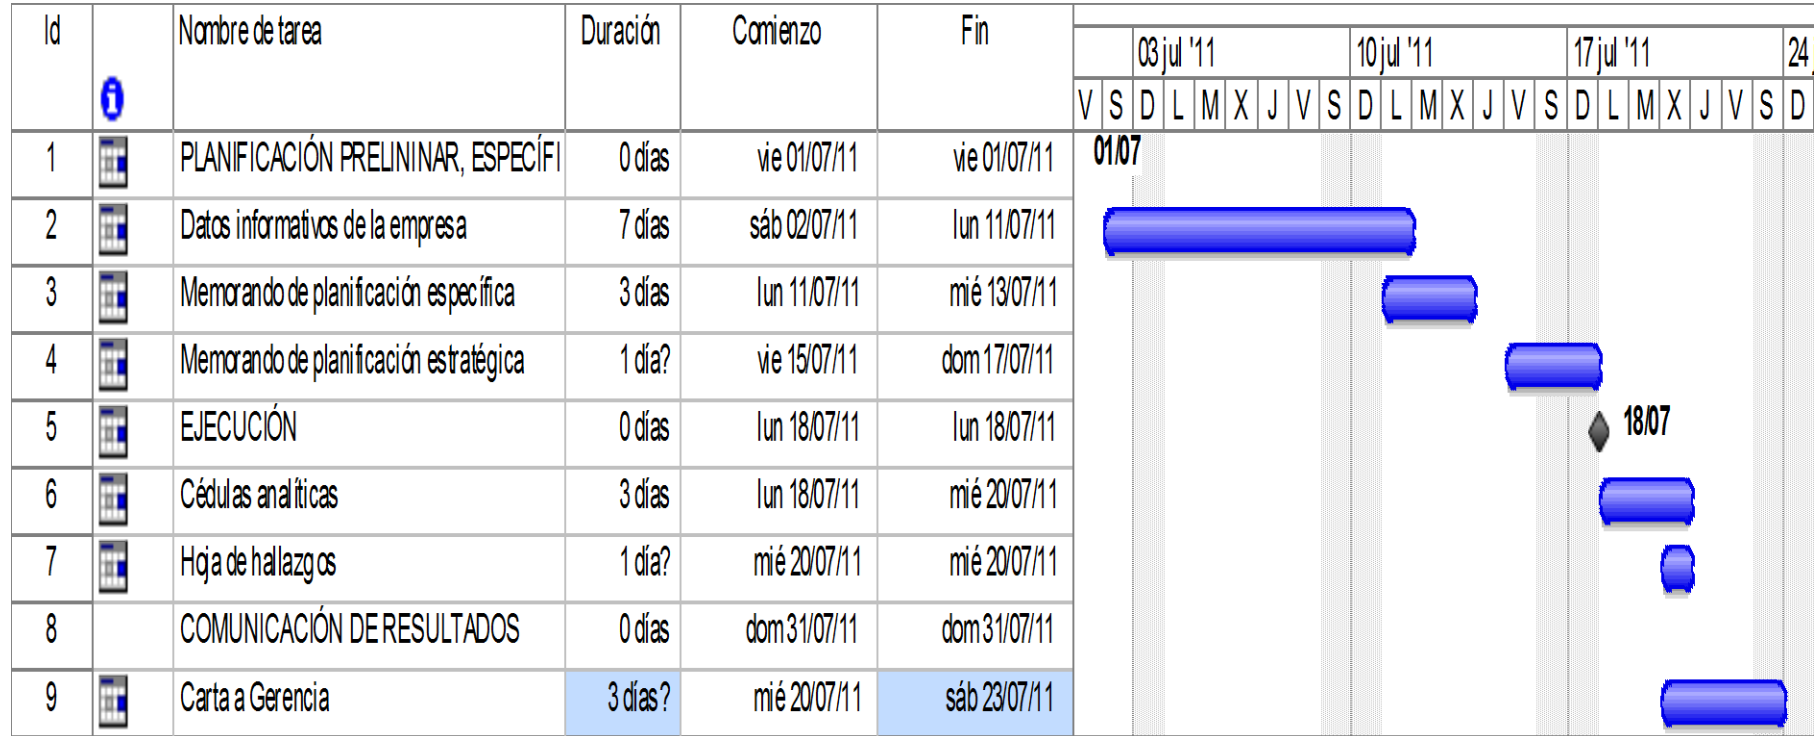 Id Nombre de tarea Duración Comienzo Fin
03 jul '11 10 jul '11 17 jul '11 24
V S D L M X J V S D L M X J V S D L M X J V S D
1 PLANIFICACIÓN PRELININAR, ESPECÍFI 0 días vie 01/07/11 vie 01/07/11 01/07
2 Datos informativos de la empresa 7 días sáb 02/07/11 lun 11/07/11
3 Memorando de planificación específica 3 días lun 11/07/11 mié 13/07/11
4 Memorando de planificación estratégica 1 día? vie 15/07/11 dom 17/07/11
5 EJECUCIÓN 0 días lun 18/07/11 lun 18/07/11 18/07
6 Cédulas analíticas 3 días lun 18/07/11 mié 20/07/11
7 Hoja de hallazgos 1 día? mié 20/07/11 mié 20/07/11
8 COMUNICACIÓN DE RESULTADOS 0 días dom 31/07/11 dom 31/07/11
9 Carta a Gerencia 3 días? mié 20/07/11 sáb 23/07/11